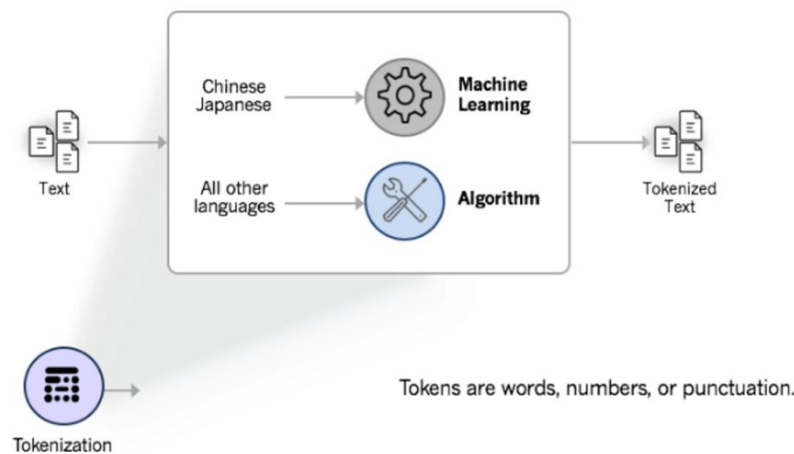 Chinese
Japanese
Machine
Learning
Text
All other
languages
Algorithm
Tokenized
Text
Tokens are words, numbers, or punctuation.
Tokenization